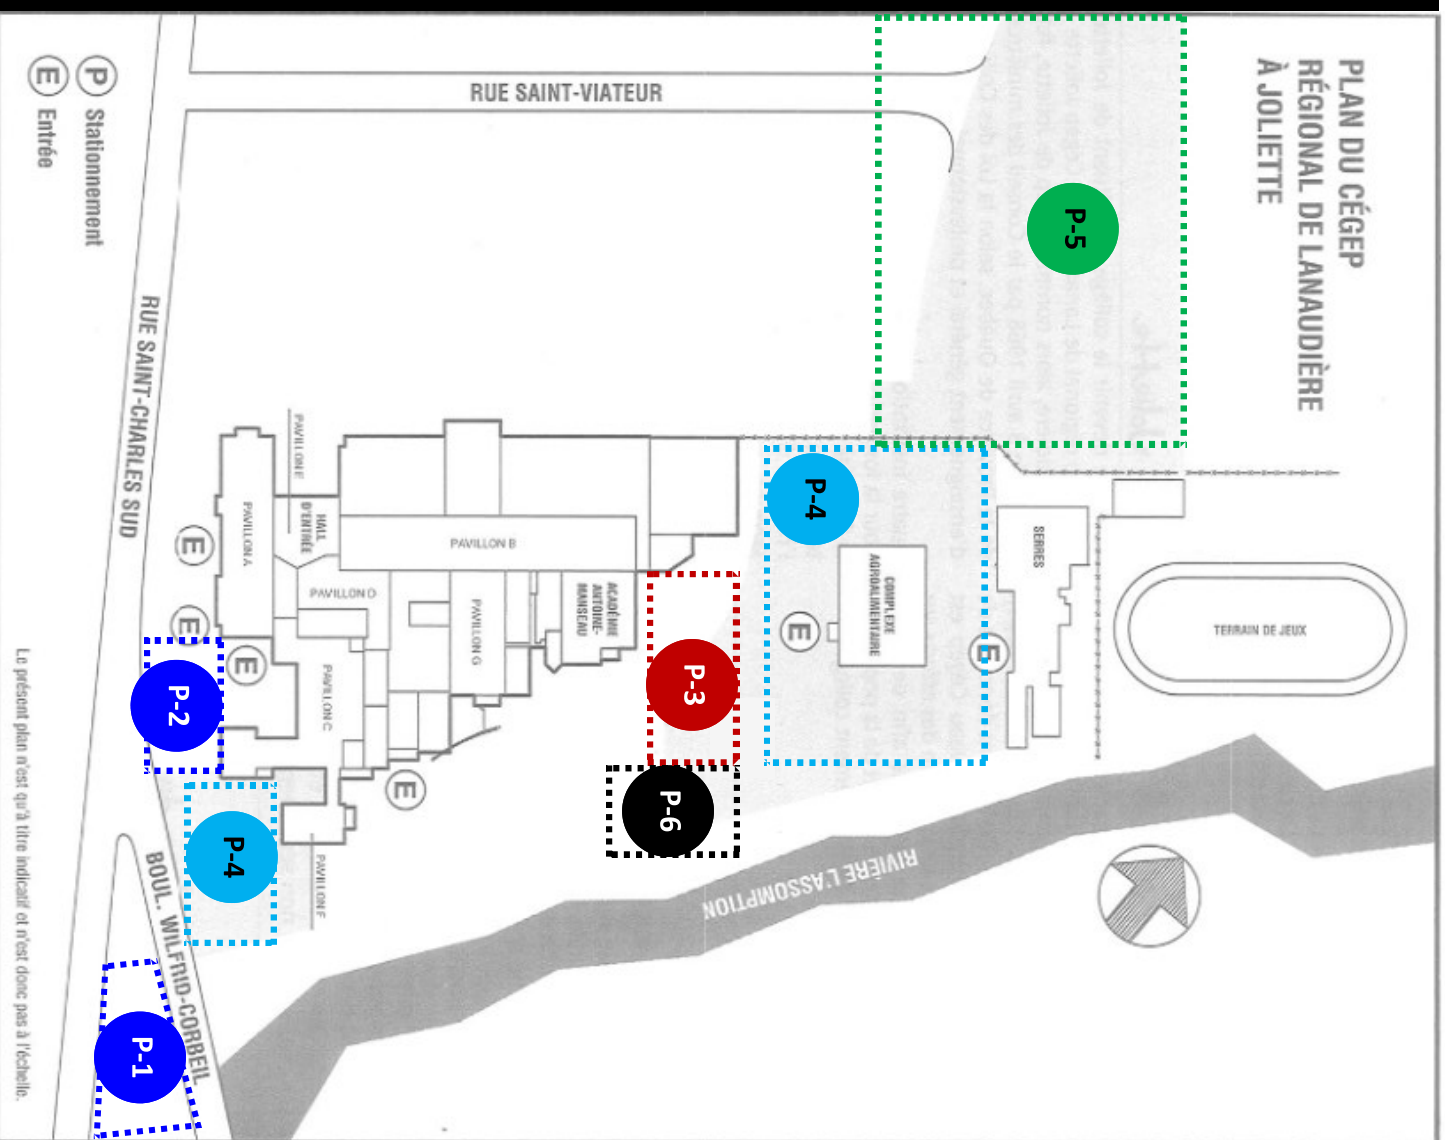 PLAN DU CÉGEP
RÉGIONAL DE LANAUDIÈRE
À JOLIETTE
P Stationnement
E Entrée
RUE SAINT-VIATEUR
RUE SAINT-CHARLES SUD
BOUL. WILFRID-CORBEIL
RIVIÈRE L'ASSOMPTION
P-5
P-4
P-3
P-6
P-2
P-4
P-1
PAVILLON E
HALL
D'ENTRÉE
PAVILLON A
PAVILLON B
PAVILLON D
PAVILLON G
PAVILLON C
PAVILLON F
ACADÉMIE
ANTOINE-
MANSEAU
COMPLEXE
AGROALIMENTAIRE
SERRES
TERRAIN DE JEUX
E
E
E
E
E
E
Le présent plan n'est qu'à titre indicatif et n'est donc pas à l'échelle.